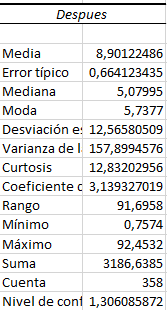 Despues
Media 8,90122486
Error típico 0,664123435
Mediana 5,07995
Moda 5,7377
Desviación es 12,56580509
Varianza de l 157,8994576
Curtosis 12,83202956
Coeficiente d 3,139327019
Rango 91,6958
Mínimo 0,7574
Máximo 92,4532
Suma 3186,6385
Cuenta 358
Nivel de conf 1,306085872